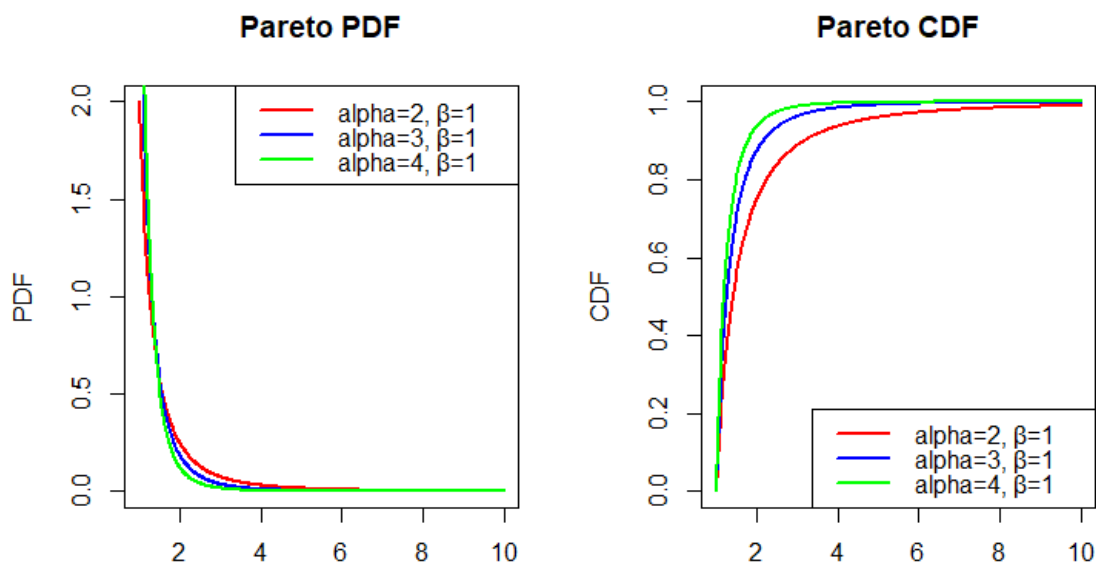 Pareto PDF
PDF
2.0
1.5
1.0
0.5
0.0
alpha=2, β=1
alpha=3, β=1
alpha=4, β=1
2 4 6 8 10
Pareto CDF
CDF
1.0
0.8
0.6
0.4
0.2
0.0
alpha=2, β=1
alpha=3, β=1
alpha=4, β=1
2 4 6 8 10